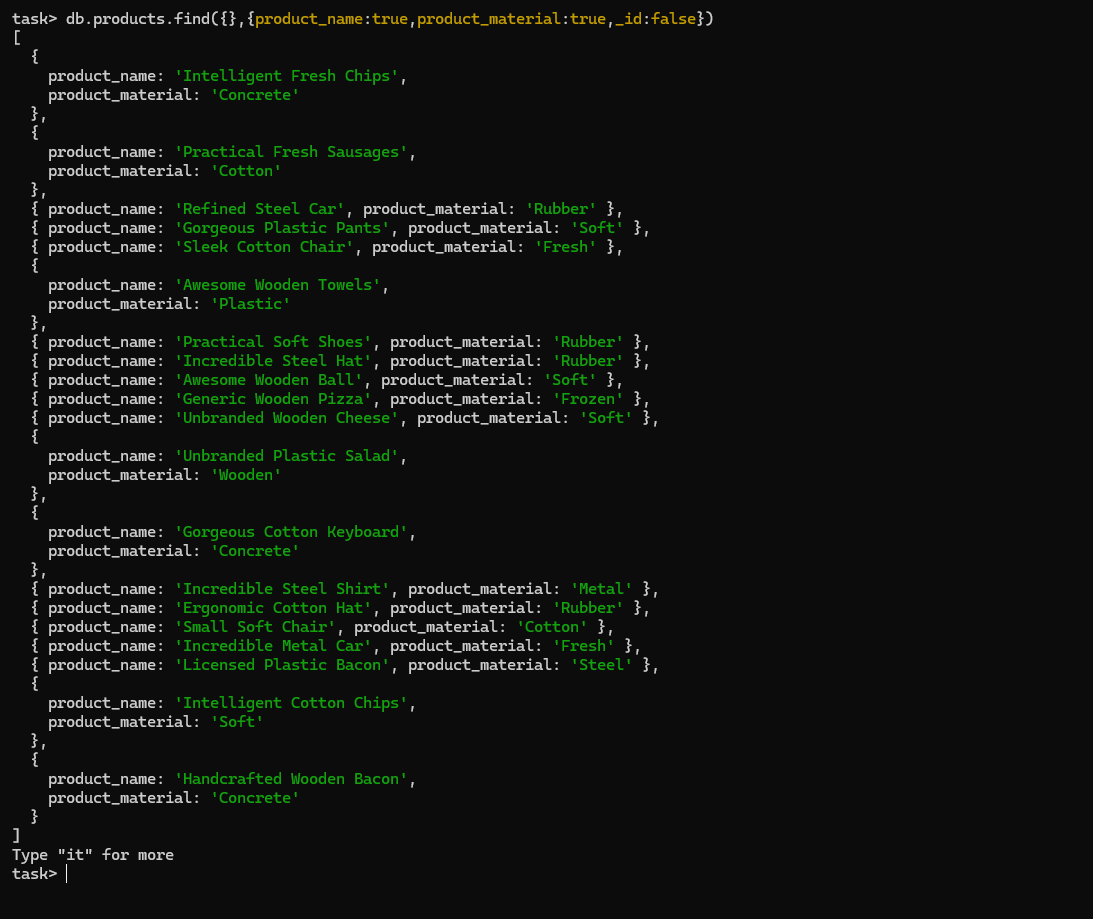 task> db.products.find({},{product_name:true,product_material:true,_id:false})
[
  {
    product_name: 'Intelligent Fresh Chips',
    product_material: 'Concrete'
  },
  {
    product_name: 'Practical Fresh Sausages',
    product_material: 'Cotton'
  },
  { product_name: 'Refined Steel Car', product_material: 'Rubber' },
  { product_name: 'Gorgeous Plastic Pants', product_material: 'Soft' },
  { product_name: 'Sleek Cotton Chair', product_material: 'Fresh' },
  {
    product_name: 'Awesome Wooden Towels',
    product_material: 'Plastic'
  },
  { product_name: 'Practical Soft Shoes', product_material: 'Rubber' },
  { product_name: 'Incredible Steel Hat', product_material: 'Rubber' },
  { product_name: 'Awesome Wooden Ball', product_material: 'Soft' },
  { product_name: 'Generic Wooden Pizza', product_material: 'Frozen' },
  { product_name: 'Unbranded Wooden Cheese', product_material: 'Soft' },
  {
    product_name: 'Unbranded Plastic Salad',
    product_material: 'Wooden'
  },
  {
    product_name: 'Gorgeous Cotton Keyboard',
    product_material: 'Concrete'
  },
  { product_name: 'Incredible Steel Shirt', product_material: 'Metal' },
  { product_name: 'Ergonomic Cotton Hat', product_material: 'Rubber' },
  { product_name: 'Small Soft Chair', product_material: 'Cotton' },
  { product_name: 'Incredible Metal Car', product_material: 'Fresh' },
  { product_name: 'Licensed Plastic Bacon', product_material: 'Steel' },
  {
    product_name: 'Intelligent Cotton Chips',
    product_material: 'Soft'
  },
  {
    product_name: 'Handcrafted Wooden Bacon',
    product_material: 'Concrete'
  }
]
Type "it" for more
task>